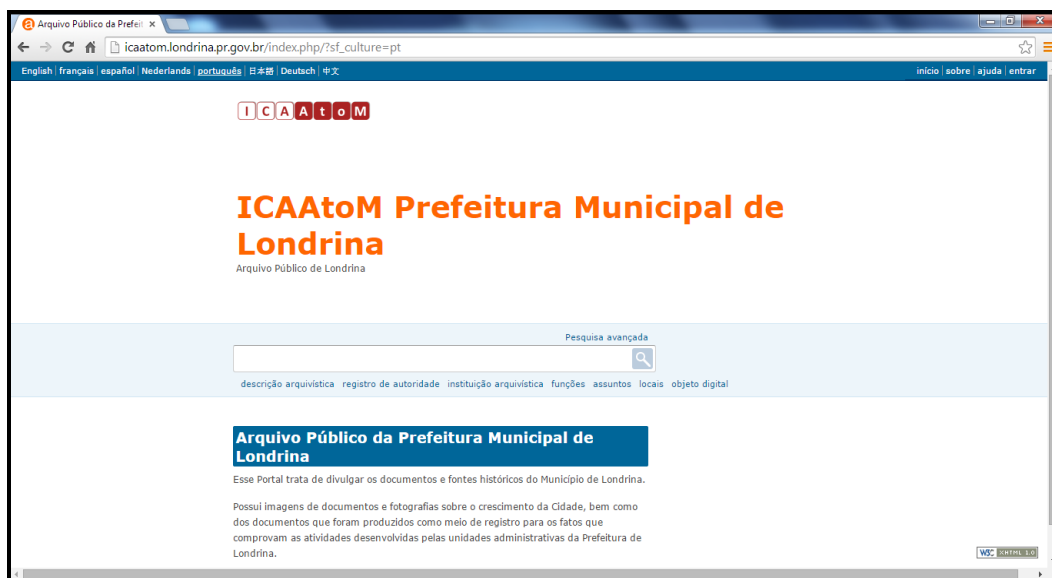 Arquivo Público da Prefeit
icaatom.londrina.pr.gov.br/index.php/?sf_culture=pt
English | français | español | Nederlands | português | 日本語 | Deutsch | 中文
início | sobre | ajuda | entrar
ICAAtoM
ICAAtoM Prefeitura Municipal de
Londrina
Arquivo Público de Londrina
Pesquisa avançada
descrição arquivística registro de autoridade instituição arquivística funções assuntos locais objeto digital
Arquivo Público da Prefeitura Municipal de
Londrina
Esse Portal trata de divulgar os documentos e fontes históricos do Município de Londrina.
Possui imagens de documentos e fotografias sobre o crescimento da Cidade, bem como
dos documentos que foram produzidos como meio de registro para os fatos que
comprovam as atividades desenvolvidas pelas unidades administrativas da Prefeitura de
Londrina.
W3C XHTML 1.0